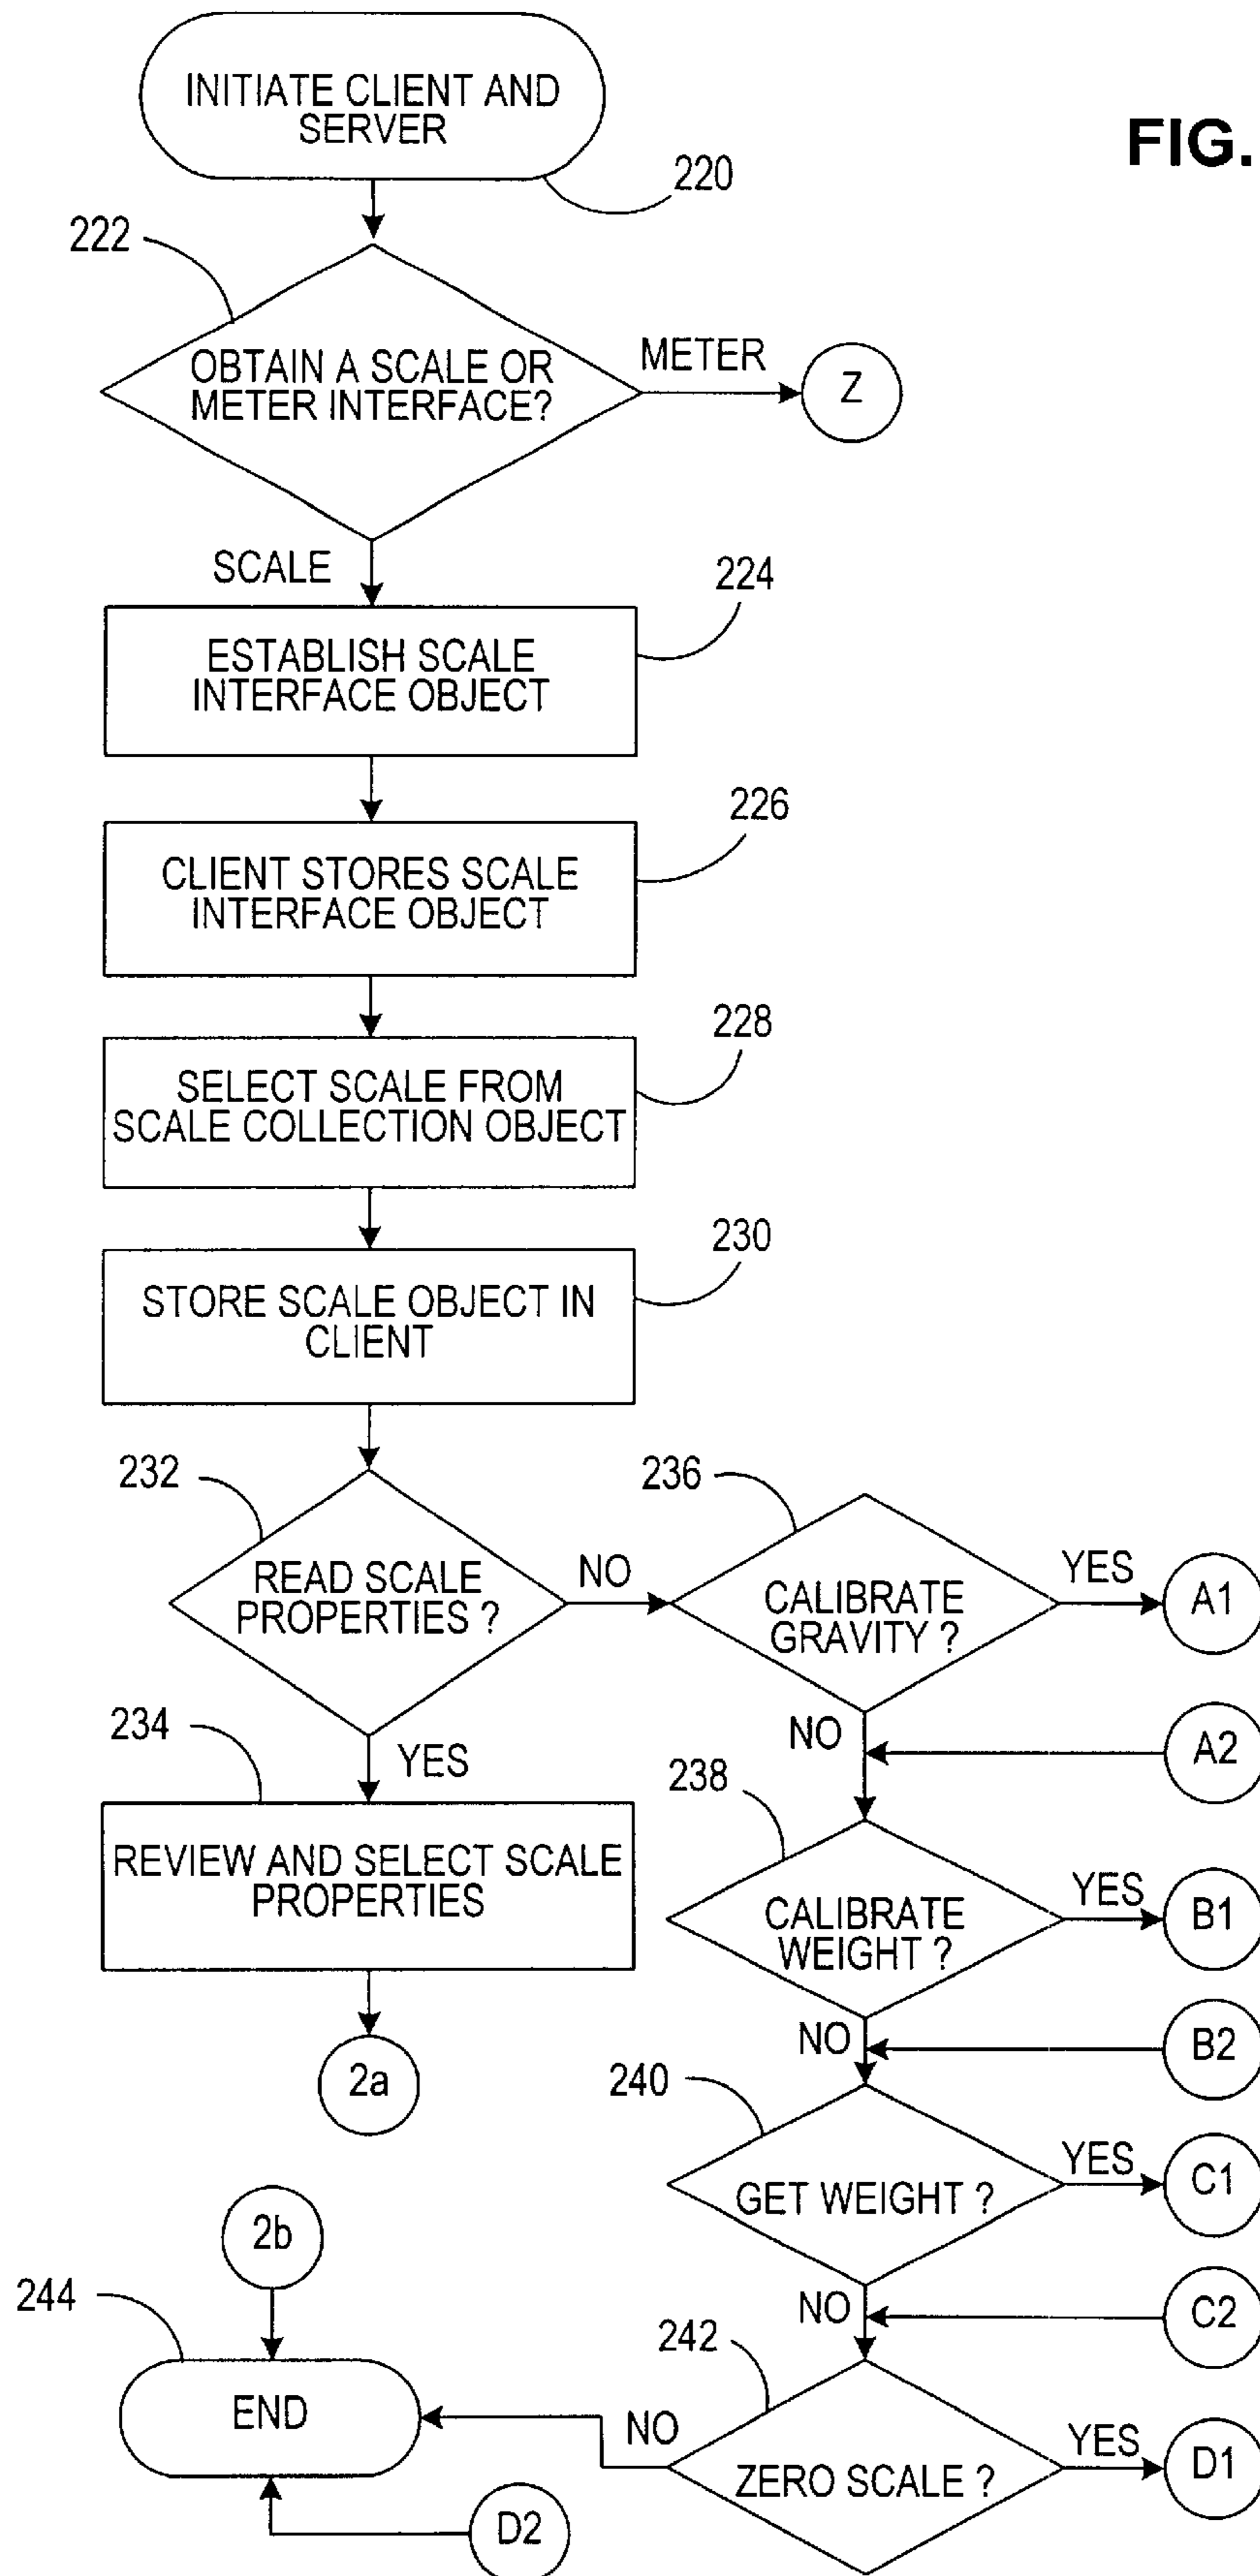 INITIATE CLIENT AND
SERVER
FIG.
220
222
OBTAIN A SCALE OR
METER INTERFACE?
METER
Z
SCALE
224
ESTABLISH SCALE
INTERFACE OBJECT
226
CLIENT STORES SCALE
INTERFACE OBJECT
228
SELECT SCALE FROM
SCALE COLLECTION OBJECT
230
STORE SCALE OBJECT IN
CLIENT
232
READ SCALE
PROPERTIES ?
NO
236
CALIBRATE
GRAVITY ?
YES
A1
234
YES
NO
A2
REVIEW AND SELECT SCALE
PROPERTIES
238
CALIBRATE
WEIGHT ?
YES
B1
2a
NO
B2
240
GET WEIGHT ?
YES
C1
2b
NO
C2
244
END
242
NO
ZERO SCALE ?
YES
D1
D2